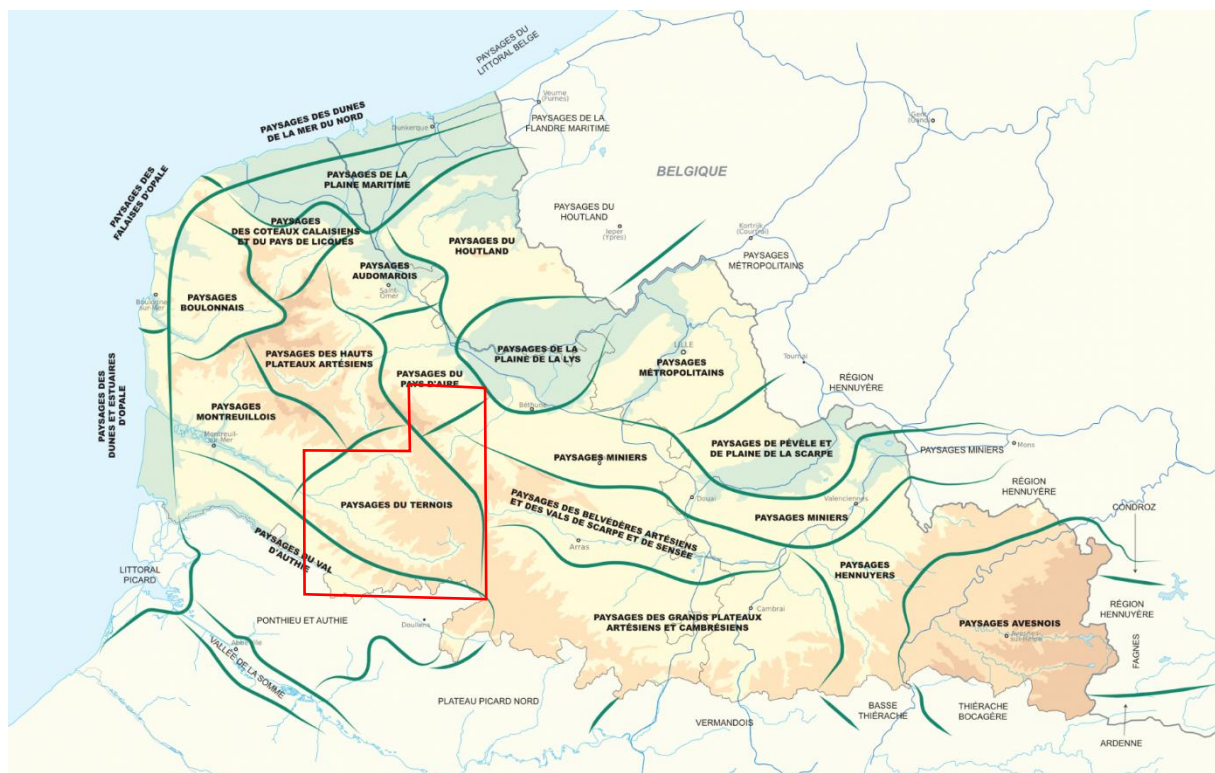 PAYSAGES DU
LITTORAL BELGE
Veurne
(Furnes)
PAYSAGES DES DUNES
DE LA MER DU NORD
Dunkerque
PAYSAGES DE LA
FLANDRE MARITIME
Gent
(Gand)
BELGIQUE
PAYSAGES DES
FALAISES D'OPALE
PAYSAGES DE LA
PLAINE MARITIME
PAYSAGES
DES COTEAUX CALAISIENS
ET DU PAYS DE LICQUES
PAYSAGES DU
HOUTLAND
PAYSAGES DU
HOUTLAND
Ieper
(Ypres)
Kortrijk
(Courtrai)
PAYSAGES
MÉTROPOLITAINS
PAYSAGES
AUDOMAROIS
Saint-
Omer
Boulogne
sur-Mer
PAYSAGES
BOULONNAIS
PAYSAGES DES HAUTS
PLATEAUX ARTÉSIENS
PAYSAGES DE LA
PLAINE DE LA LYS
LILLE
PAYSAGES
MÉTROPOLITAINS
Tournai
RÉGION
HENNUYÈRE
PAYSAGES DU
PAYS D'AIRE
PAYSAGES DES
DUNES ET ESTUAIRES
D'OPALE
PAYSAGES
MONTREUILLOIS
Montreuil-
sur-Mer
Béthune
PAYSAGES DE PÉVÈLE ET
DE PLAINE DE LA SCARPE
Mons
PAYSAGES MINIERS
PAYSAGES MINIERS
RÉGION
HENNUYÈRE
Douai
Valenciennes
PAYSAGES MINIERS
PAYSAGES DU TERNOIS
PAYSAGES DES BELVÉDÈRES ARTÉSIENS
ET DES VALS DE SCARPE ET DE SENSÉE
CONDROZ
Arras
PAYSAGES DU VAL
D'AUTHIE
LITTORAL
PICARD
PAYSAGES
HENNUYERS
RÉGION
HENNUYÈRE
PONTHIEU ET AUTHIE
Doullens
Cambrai
PAYSAGES DES GRANDS PLATEAUX
ARTÉSIENS ET CAMBRÉSIENS
PAYSAGES AVESNOIS
Avesnes-
sur-Helpe
FAGNES
Abbeville
VALLÉE DE LA SOMME
PLATEAU PICARD NORD
VERMANDOIS
BASSE
THIÉRACHE
THIÉRACHE
BOCAGÈRE
ARDENNE